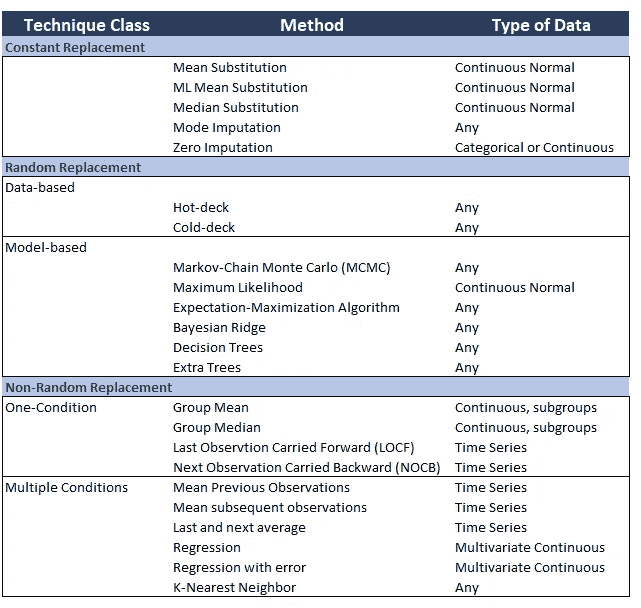 Technique Class Method Type of Data
Constant Replacement
Mean Substitution Continuous Normal
ML Mean Substitution Continuous Normal
Median Substitution Continuous Normal
Mode Imputation Any
Zero Imputation Categorical or Continuous
Random Replacement
Data-based
Hot-deck Any
Cold-deck Any
Model-based
Markov-Chain Monte Carlo (MCMC) Any
Maximum Likelihood Continuous Normal
Expectation-Maximization Algorithm Any
Bayesian Ridge Any
Decision Trees Any
Extra Trees Any
Non-Random Replacement
One-Condition Group Mean Continuous, subgroups
Group Median Continuous, subgroups
Last Observtion Carried Forward (LOCF) Time Series
Next Observation Carried Backward (NOCB) Time Series
Multiple Conditions Mean Previous Observations Time Series
Mean subsequent observations Time Series
Last and next average Time Series
Regression Multivariate Continuous
Regression with error Multivariate Continuous
K-Nearest Neighbor Any